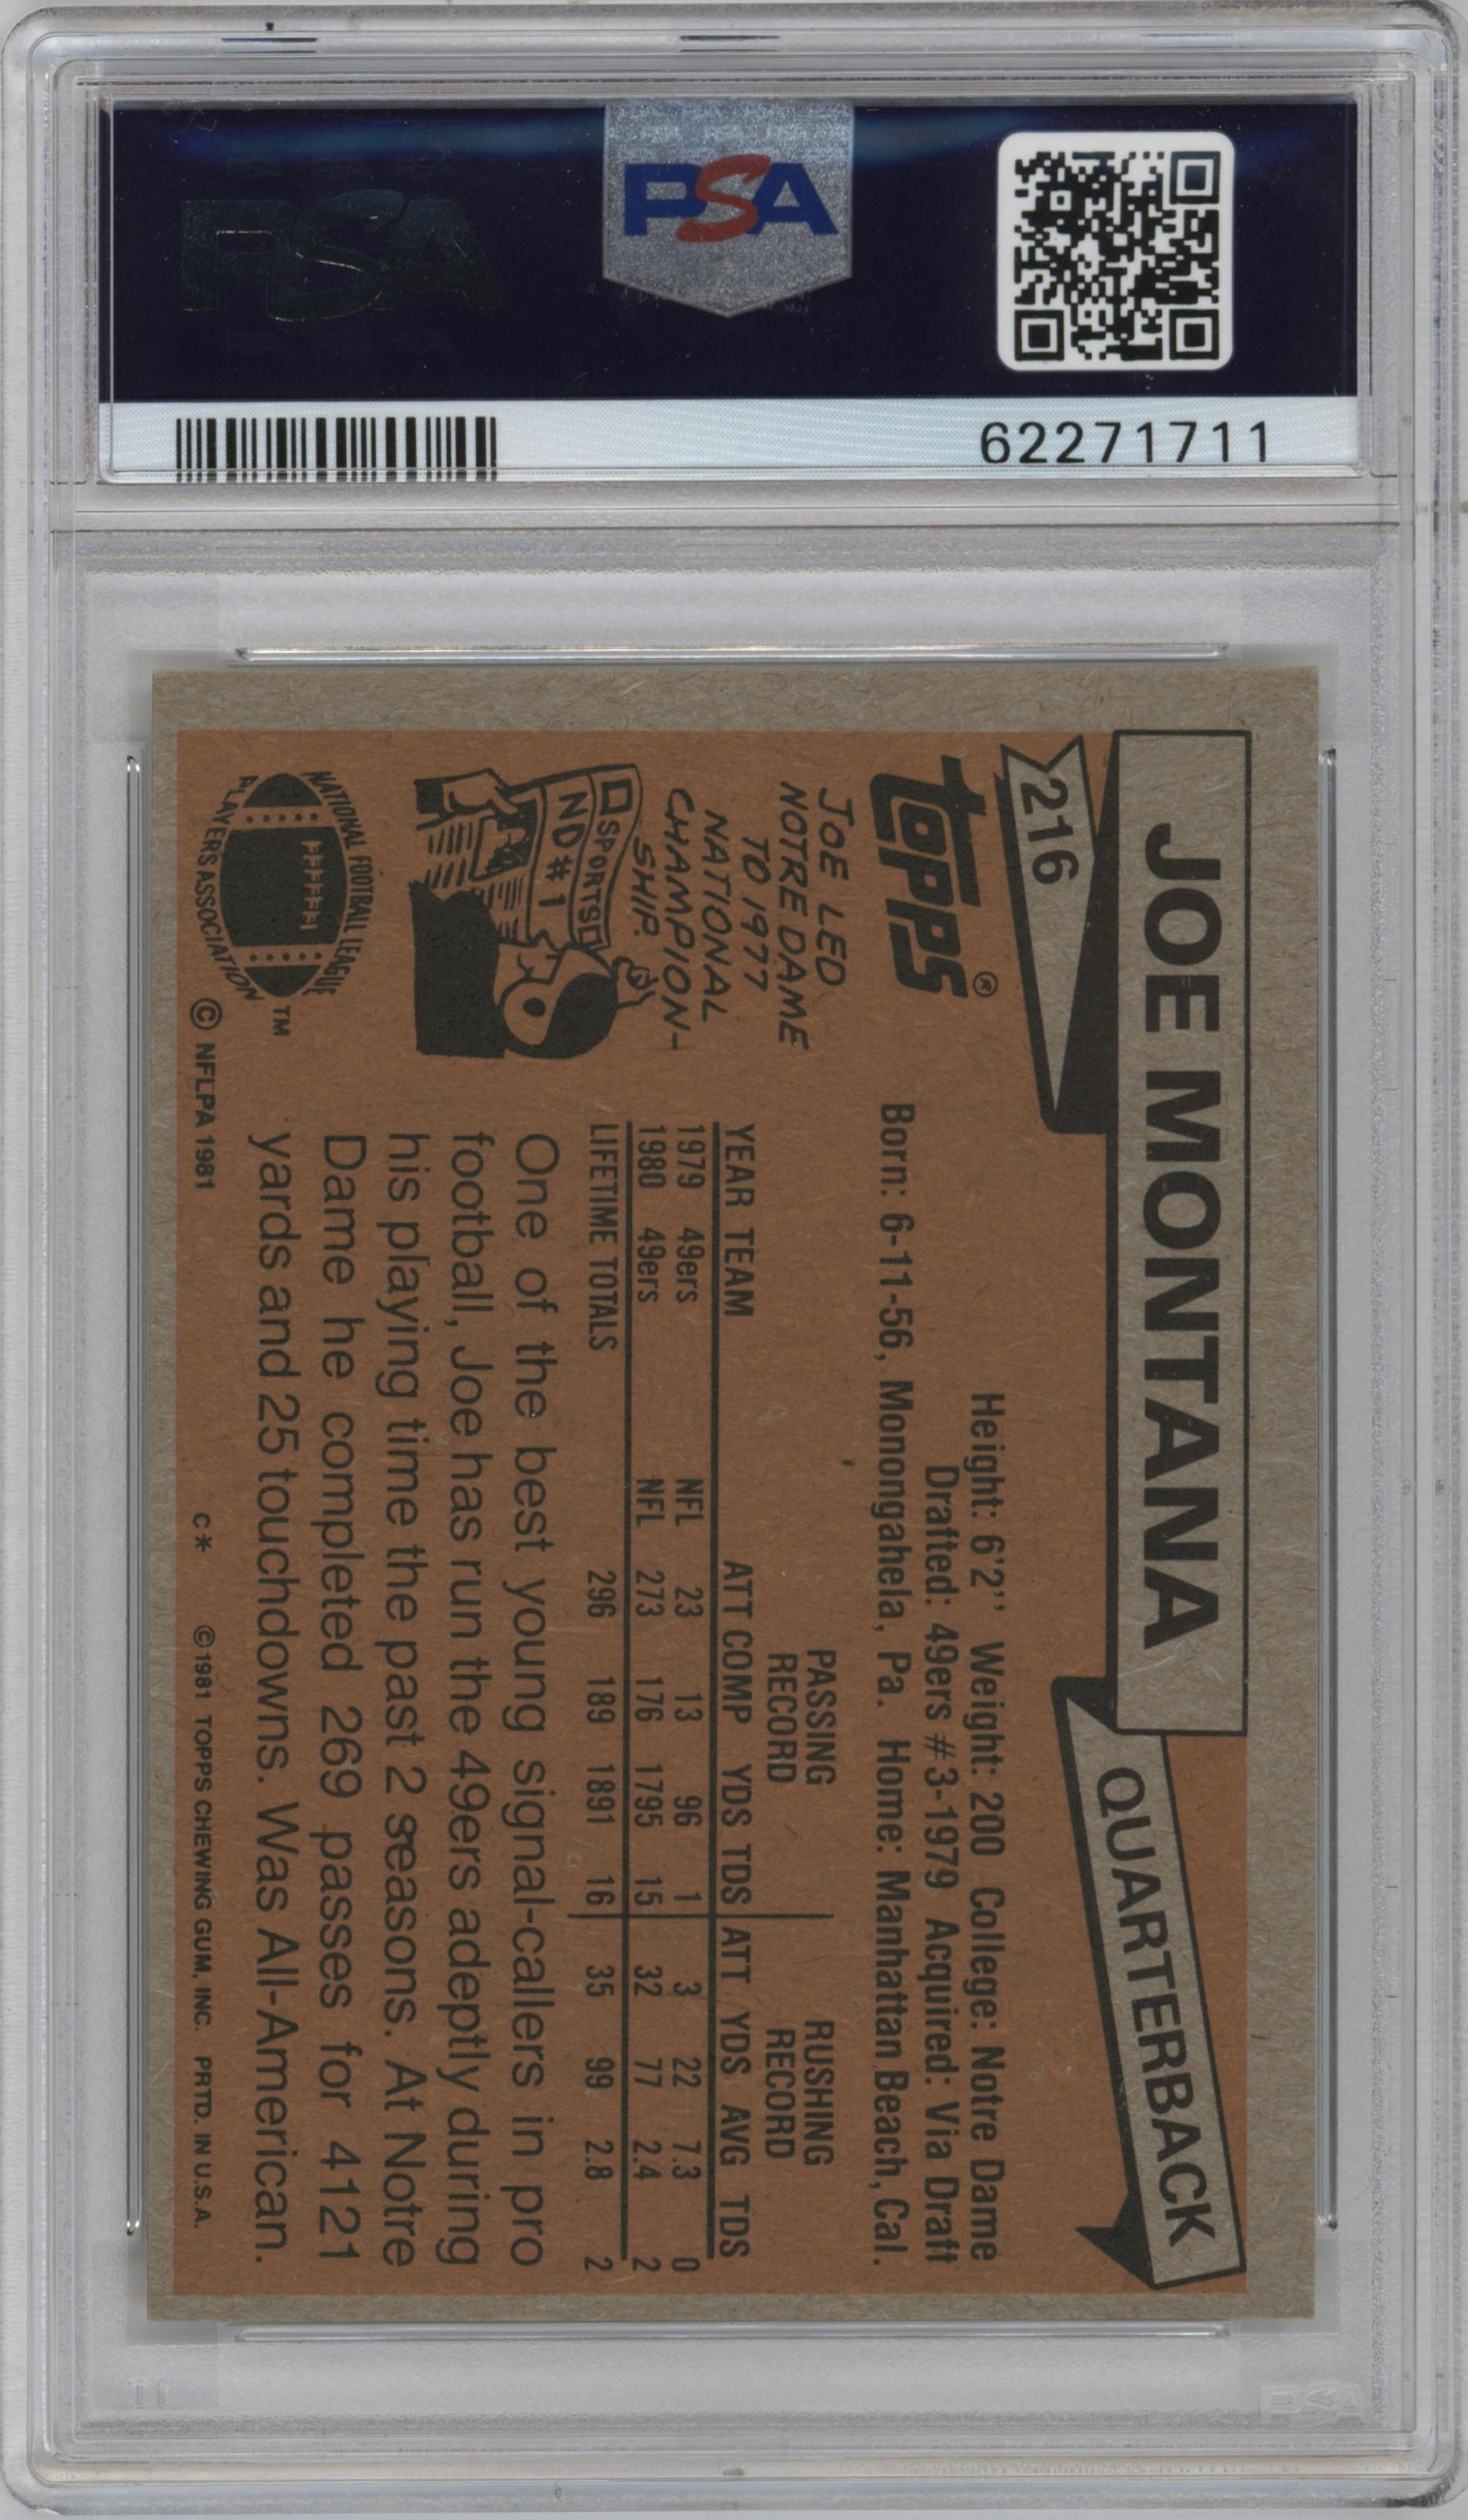 PSA
PSA
62271711
216
JOE MONTANA
QUARTERBACK
topps®
Height: 6'2'' Weight: 200 College: Notre Dame
Drafted: 49ers #3-1979 Acquired: Via Draft
Born: 6-11-56, Monongahela, Pa. Home: Manhattan Beach, Cal.
JOE LED
NOTRE DAME
TO 1977
NATIONAL
CHAMPION-
SHIP.
SPORTS
ND #1
PASSING RECORD
RUSHING RECORD
YEAR TEAM ATT COMP YDS TDS ATT YDS AVG TDS
1979 49ers NFL 23 13 96 1 3 22 7.3 0
1980 49ers NFL 273 176 1795 15 32 77 2.4 2
LIFETIME TOTALS 296 189 1891 16 35 99 2.8 2
One of the best young signal-callers in pro
football, Joe has run the 49ers adeptly during
his playing time the past 2 seasons. At Notre
Dame he completed 269 passes for 4121
yards and 25 touchdowns. Was All-American.
NATIONAL FOOTBALL LEAGUE
PLAYERS ASSOCIATION
TM
© NFLPA 1981
C*
© 1981 TOPPS CHEWING GUM, INC. PRTD. IN U.S.A.
PSA